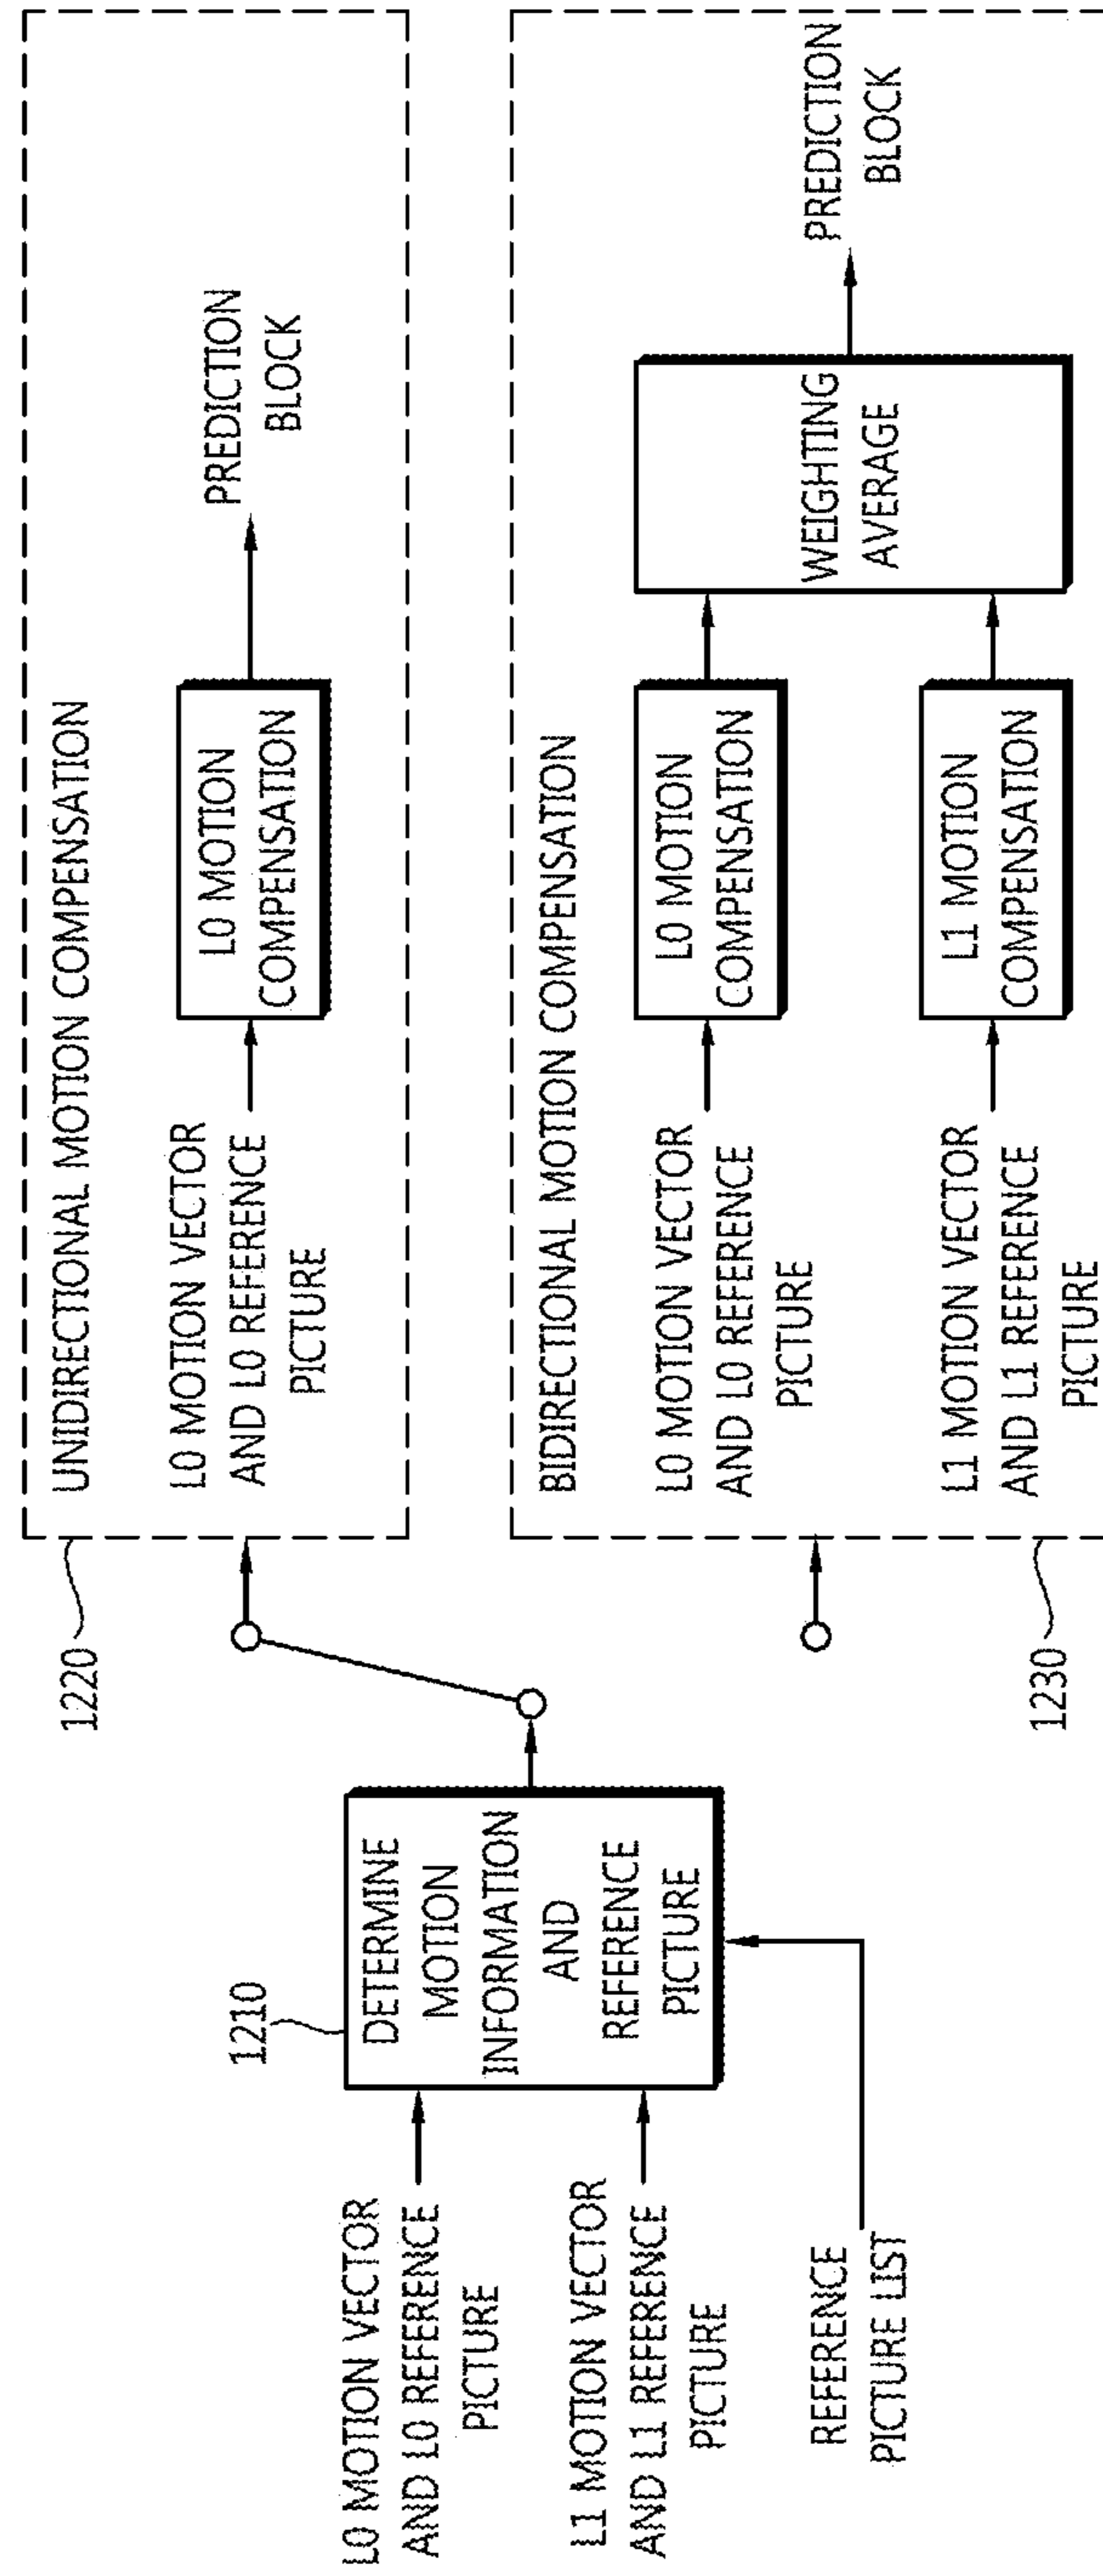 L0 MOTION VECTOR
AND L0 REFERENCE
PICTURE
L1 MOTION VECTOR
AND L1 REFERENCE
PICTURE
REFERENCE
PICTURE LIST
1210
DETERMINE
MOTION
INFORMATION
AND
REFERENCE
PICTURE
1220
UNIDIRECTIONAL MOTION COMPENSATION
L0 MOTION VECTOR
AND L0 REFERENCE
PICTURE
L0 MOTION
COMPENSATION
PREDICTION
BLOCK
1230
BIDIRECTIONAL MOTION COMPENSATION
L0 MOTION VECTOR
AND L0 REFERENCE
PICTURE
L0 MOTION
COMPENSATION
L1 MOTION VECTOR
AND L1 REFERENCE
PICTURE
L1 MOTION
COMPENSATION
WEIGHTING
AVERAGE
PREDICTION
BLOCK